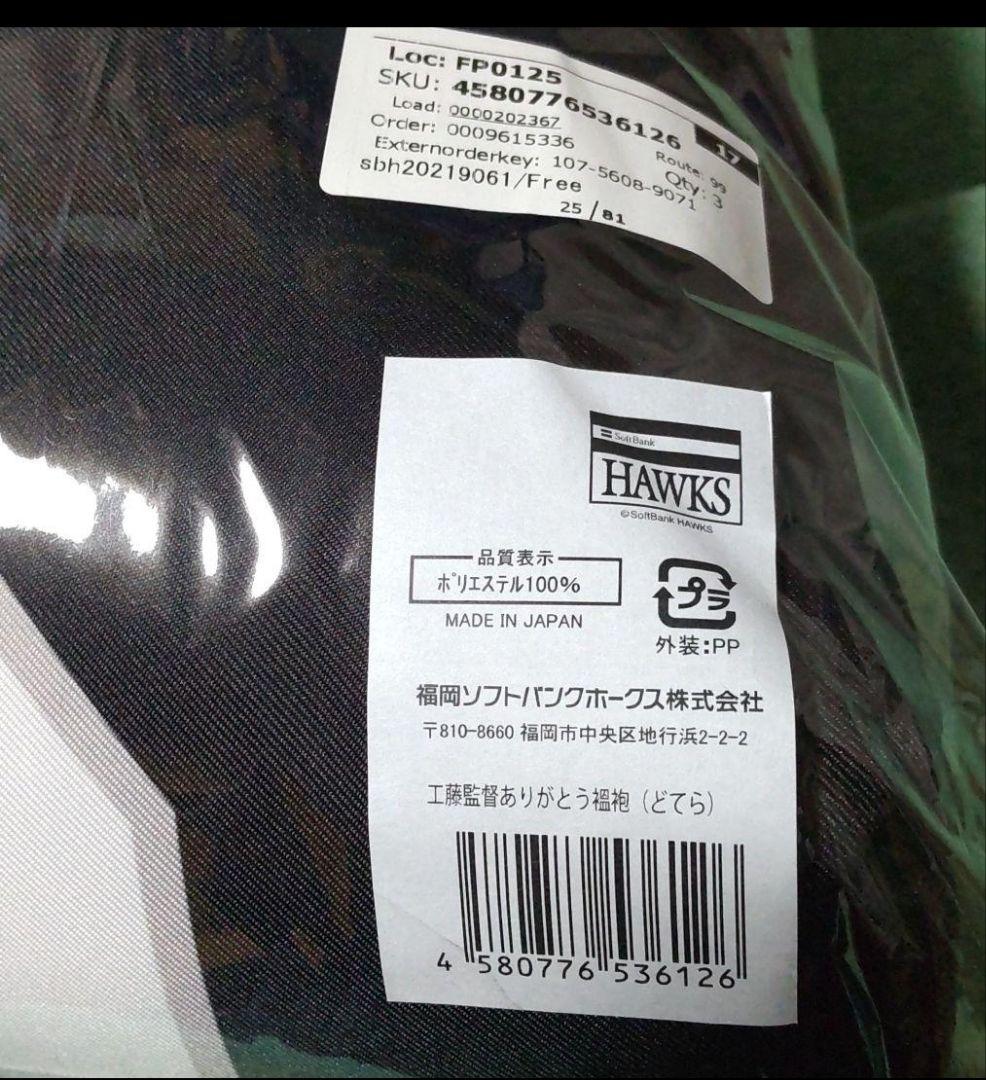 Loc: FP0125
SKU: 4580776536126
17
Load: 0000202367
Route: 99
Order: 0009615336
Qty: 3
Externorderkey: 107-5608-9071
sbh20219061/Free
25 / 81
SoftBank
HAWKS
©SoftBank HAWKS
品質表示
ポリエステル100%
MADE IN JAPAN
プラ
外装:PP
福岡ソフトバンクホークス株式会社
〒810-8660 福岡市中央区地行浜2-2-2
工藤監督ありがとう褞袍（どてら）
4 580776 536126